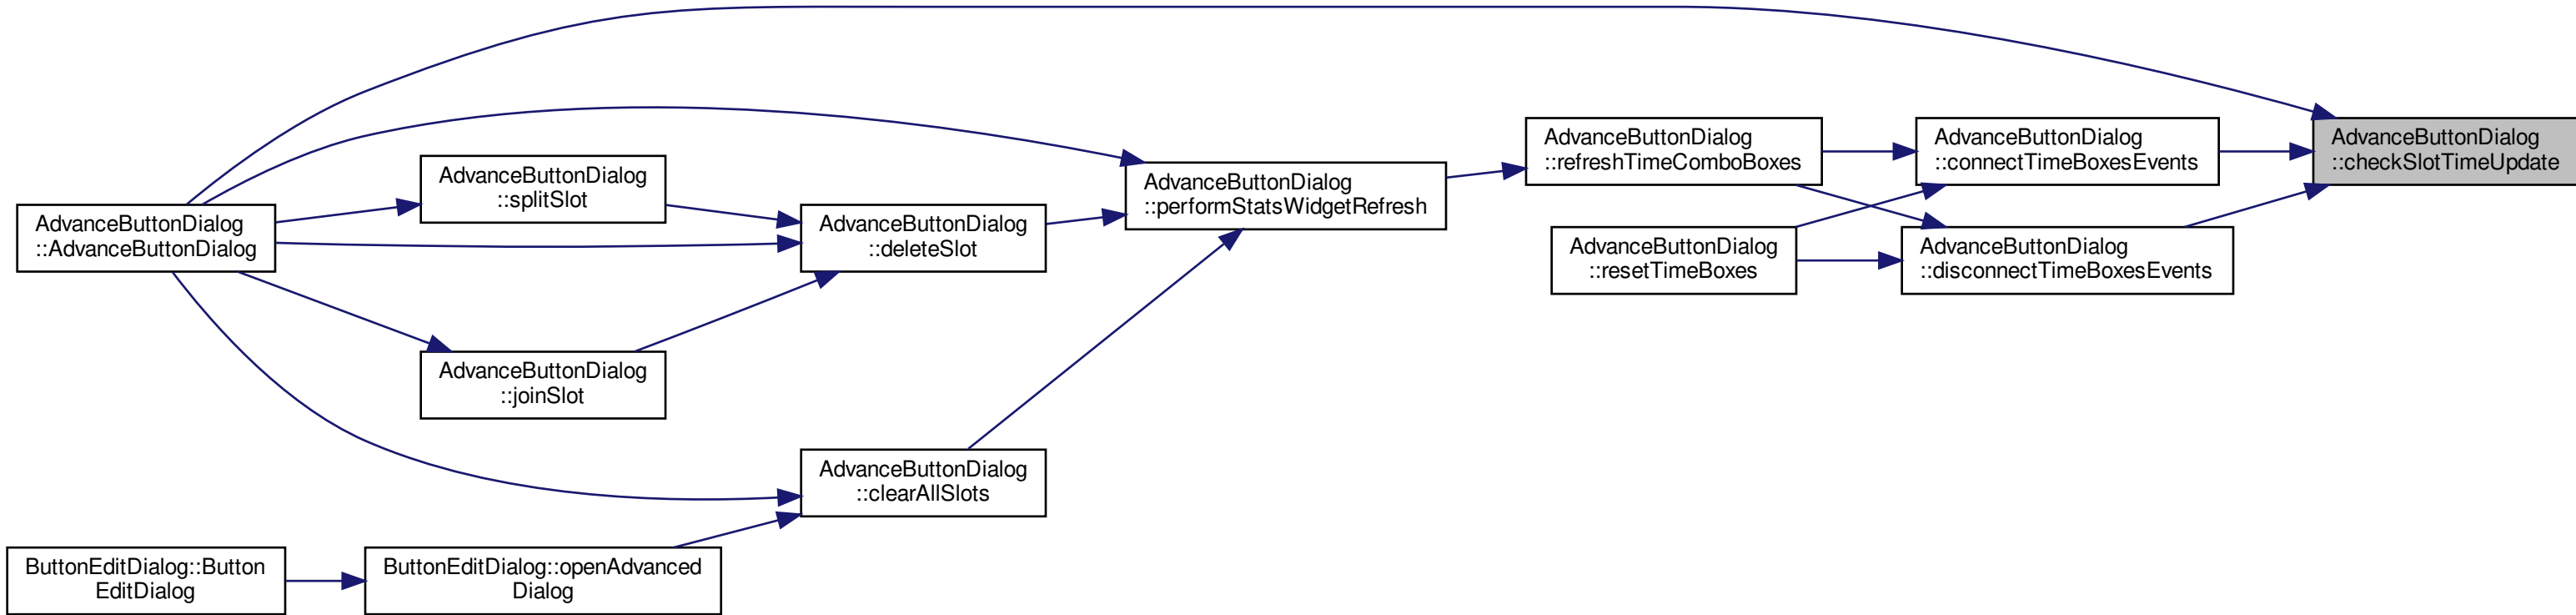 AdvanceButtonDialog
::checkSlotTimeUpdate
AdvanceButtonDialog
::AdvanceButtonDialog
AdvanceButtonDialog
::splitSlot
AdvanceButtonDialog
::joinSlot
AdvanceButtonDialog
::deleteSlot
AdvanceButtonDialog
::clearAllSlots
AdvanceButtonDialog
::performStatsWidgetRefresh
AdvanceButtonDialog
::refreshTimeComboBoxes
AdvanceButtonDialog
::resetTimeBoxes
AdvanceButtonDialog
::connectTimeBoxesEvents
AdvanceButtonDialog
::disconnectTimeBoxesEvents
ButtonEditDialog::Button
EditDialog
ButtonEditDialog::openAdvanced
Dialog